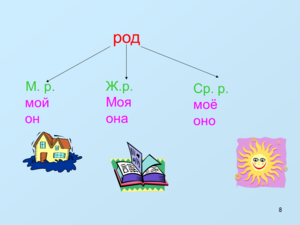 род
М. р.
мой
он
Ж.р.
Моя
она
Ср. р.
моё
оно
8